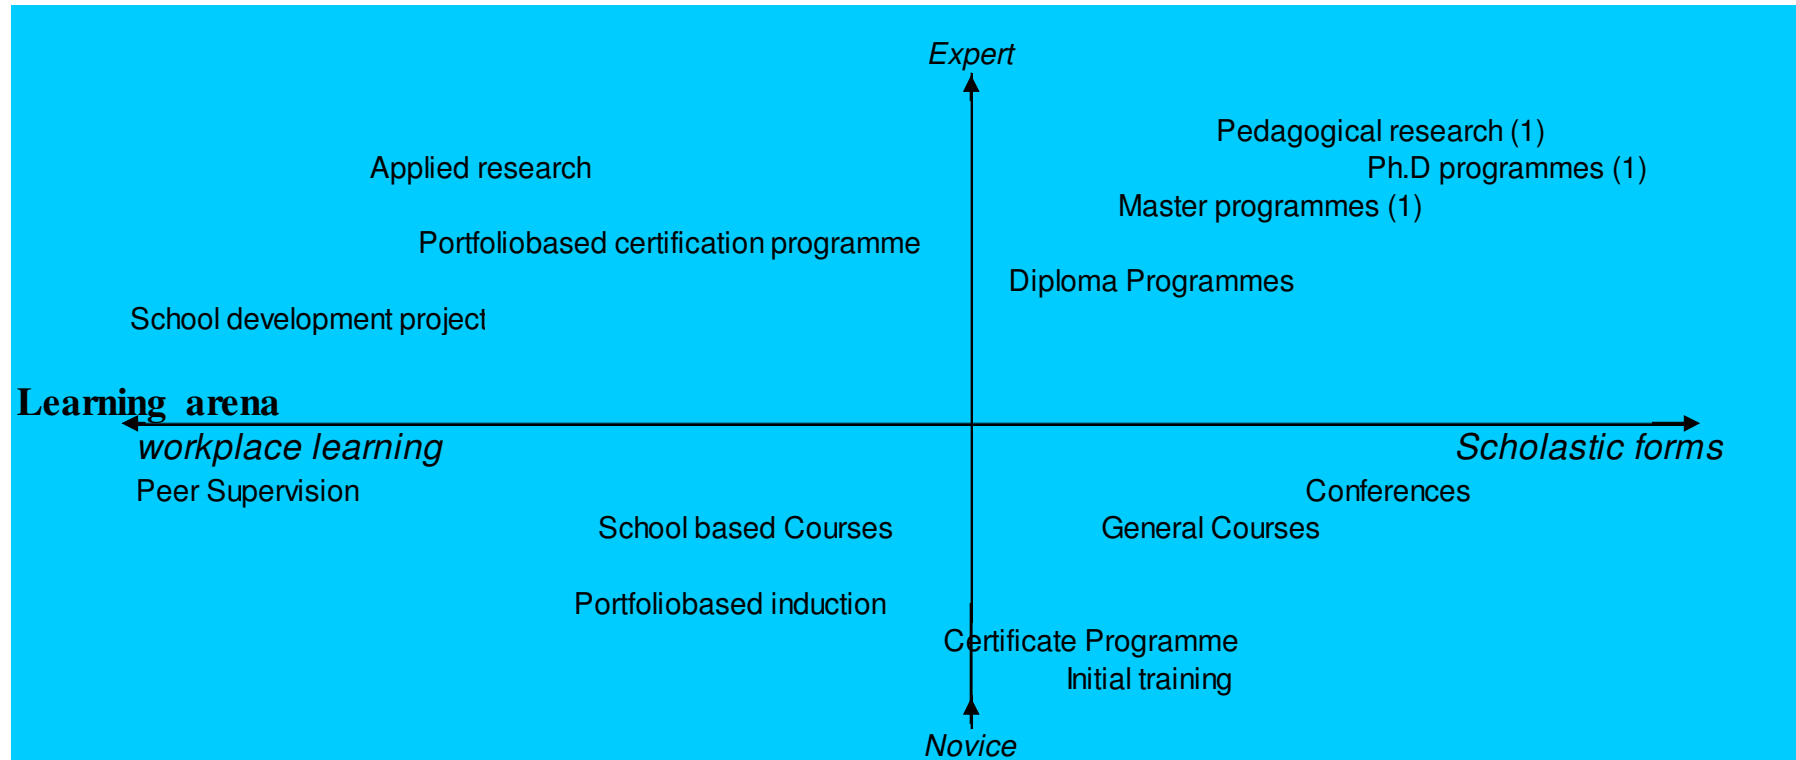 Expert
Pedagogical research (1)
Applied research
Ph.D programmes (1)
Master programmes (1)
Portfoliobased certification programme
Diploma Programmes
School development project
Learning arena
workplace learning
Scholastic forms
Peer Supervision
Conferences
School based Courses
General Courses
Portfoliobased induction
Certificate Programme
Initial training
Novice